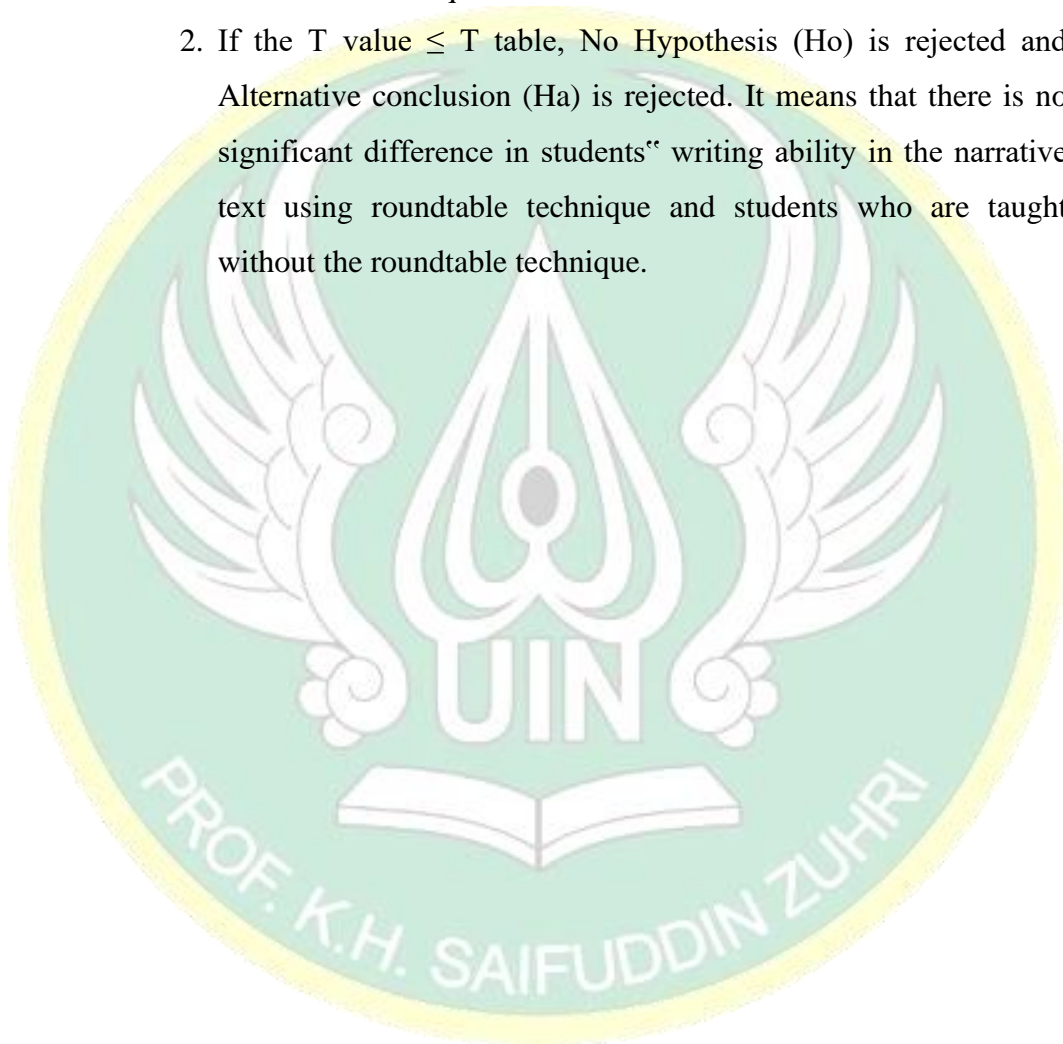 2. If the T value ≤ T table, No Hypothesis (Ho) is rejected and
Alternative conclusion (Ha) is rejected. It means that there is no
significant difference in students‟ writing ability in the narrative
text using roundtable technique and students who are taught
without the roundtable technique.
UIN
PROF. K.H. SAIFUDDIN ZUHRI